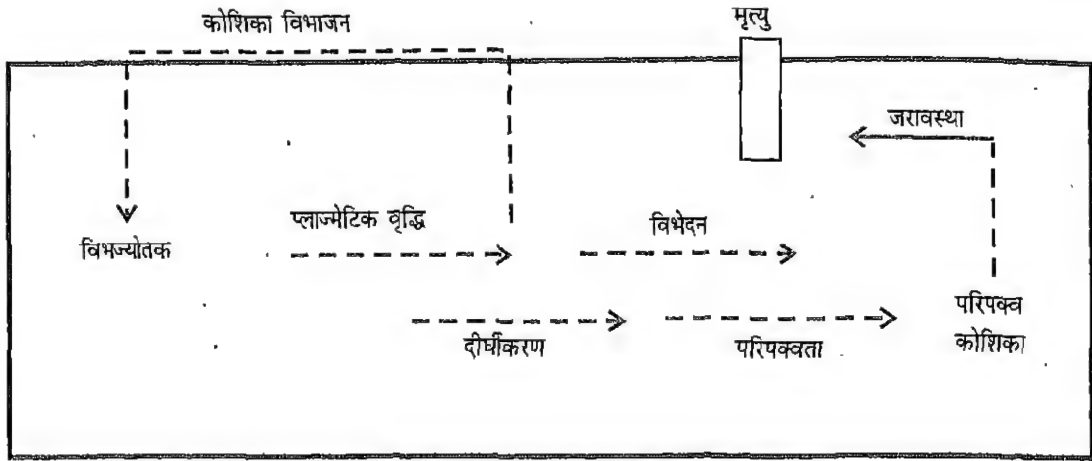 कोशिका विभाजन
मृत्यु
जरावस्था
प्लाज्मेटिक वृद्धि
विभेदन
विभज्योतक
परिपक्व
कोशिका
दीर्घीकरण
परिपक्वता